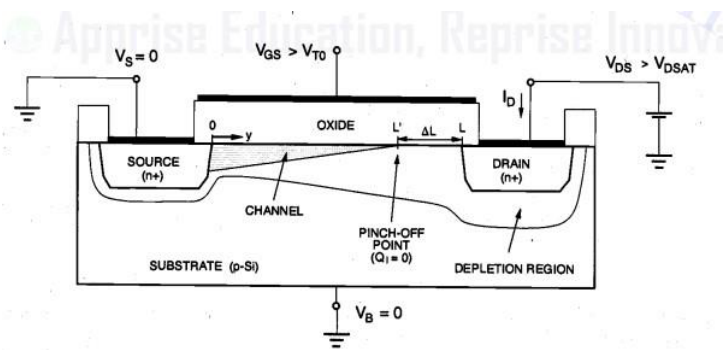 Apprise Education, Reprise Innova
V_S = 0
V_GS > V_T0
V_DS > V_DSAT
I_D
0
y
OXIDE
L'
ΔL
L
SOURCE
(n+)
DRAIN
(n+)
CHANNEL
PINCH-OFF
POINT
(Q_I = 0)
SUBSTRATE (p-Si)
DEPLETION REGION
V_B = 0